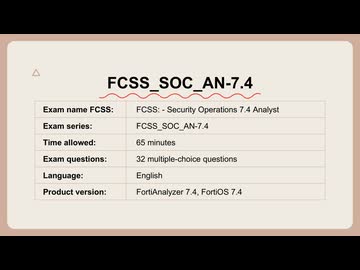 FCSS_SOC_AN-7.4
Exam name FCSS: FCSS: - Security Operations 7.4 Analyst
Exam series: FCSS_SOC_AN-7.4
Time allowed: 65 minutes
Exam questions: 32 multiple-choice questions
Language: English
Product version: FortiAnalyzer 7.4, FortiOS 7.4